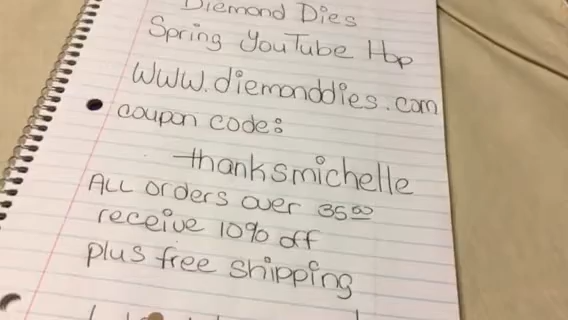 Diemond Dies
Spring YouTube Hop
www.diemonddies.com
• coupon code:
thanksmichelle
ALL orders over 35⁰⁰
receive 10% off
plus free shipping